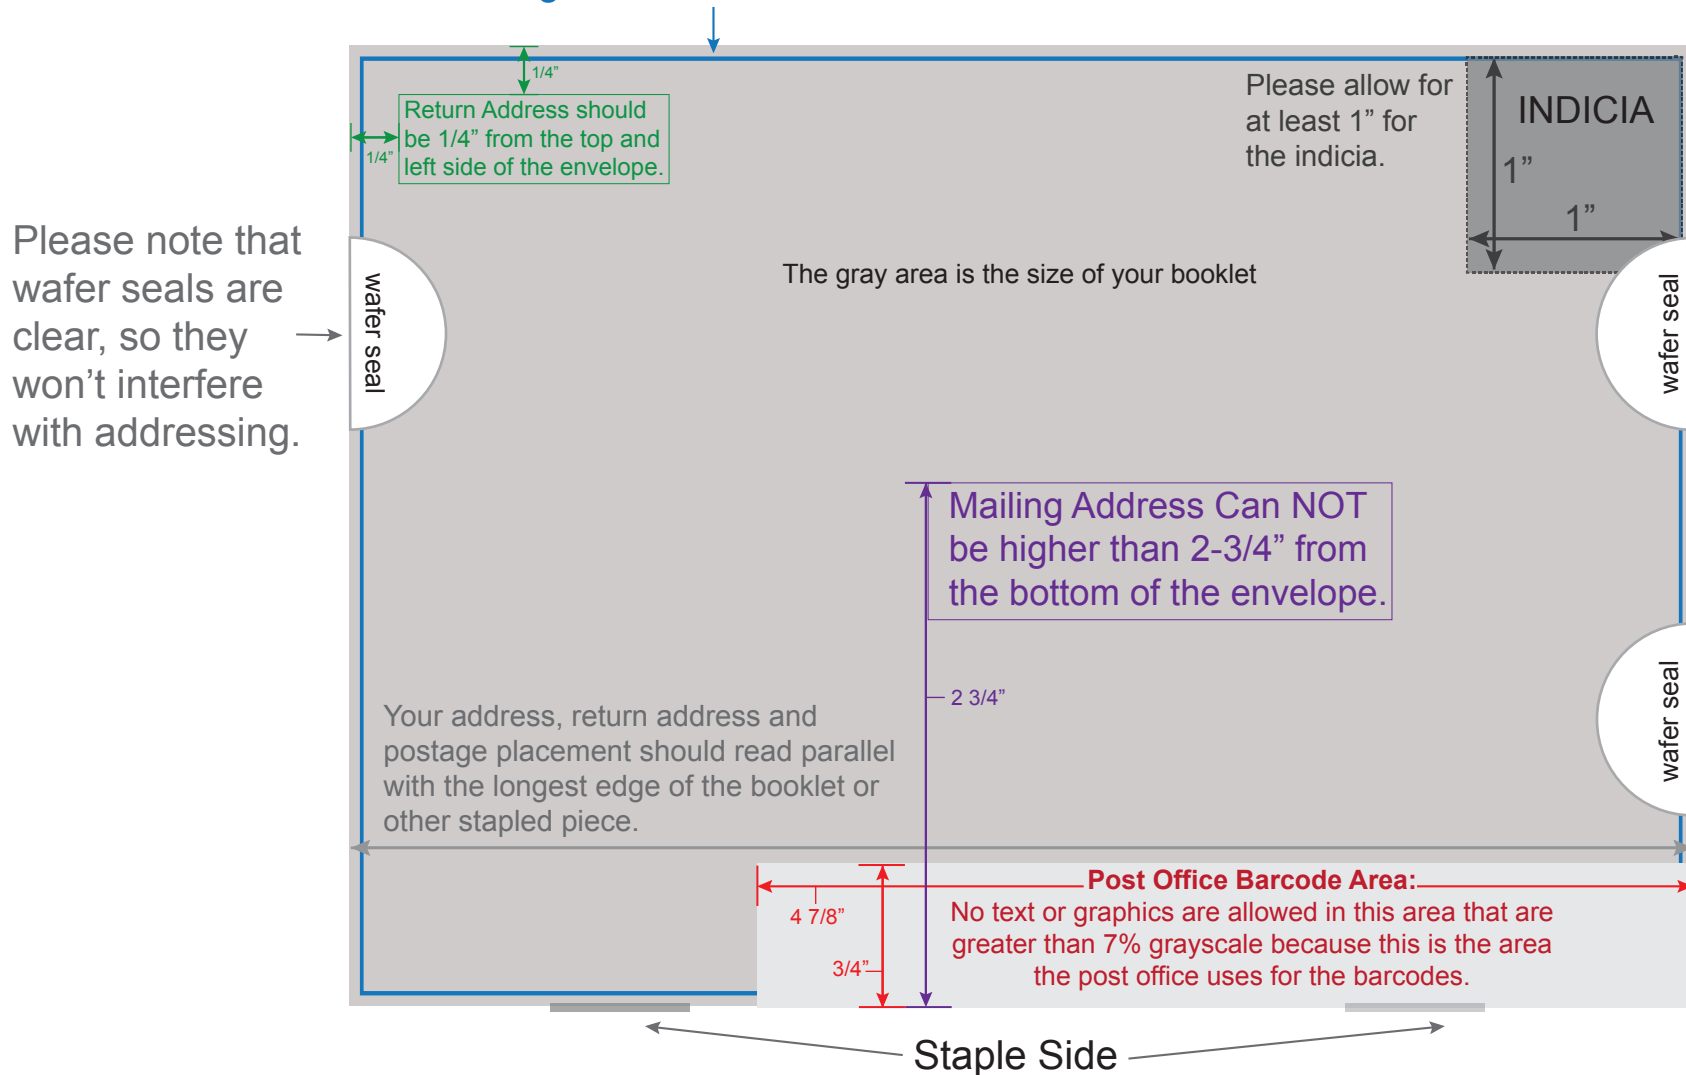 1/4”
Please allow for
at least 1” for
the indicia.
INDICIA
1”
1”
Return Address should
be 1/4” from the top and
left side of the envelope.
1/4”
Please note that
wafer seals are
clear, so they
won’t interfere
with addressing.
wafer seal
The gray area is the size of your booklet
wafer seal
Mailing Address Can NOT
be higher than 2-3/4” from
the bottom of the envelope.
2 3/4”
wafer seal
Your address, return address and
postage placement should read parallel
with the longest edge of the booklet or
other stapled piece.
Post Office Barcode Area:
4 7/8”
No text or graphics are allowed in this area that are
greater than 7% grayscale because this is the area
the post office uses for the barcodes.
3/4”
Staple Side